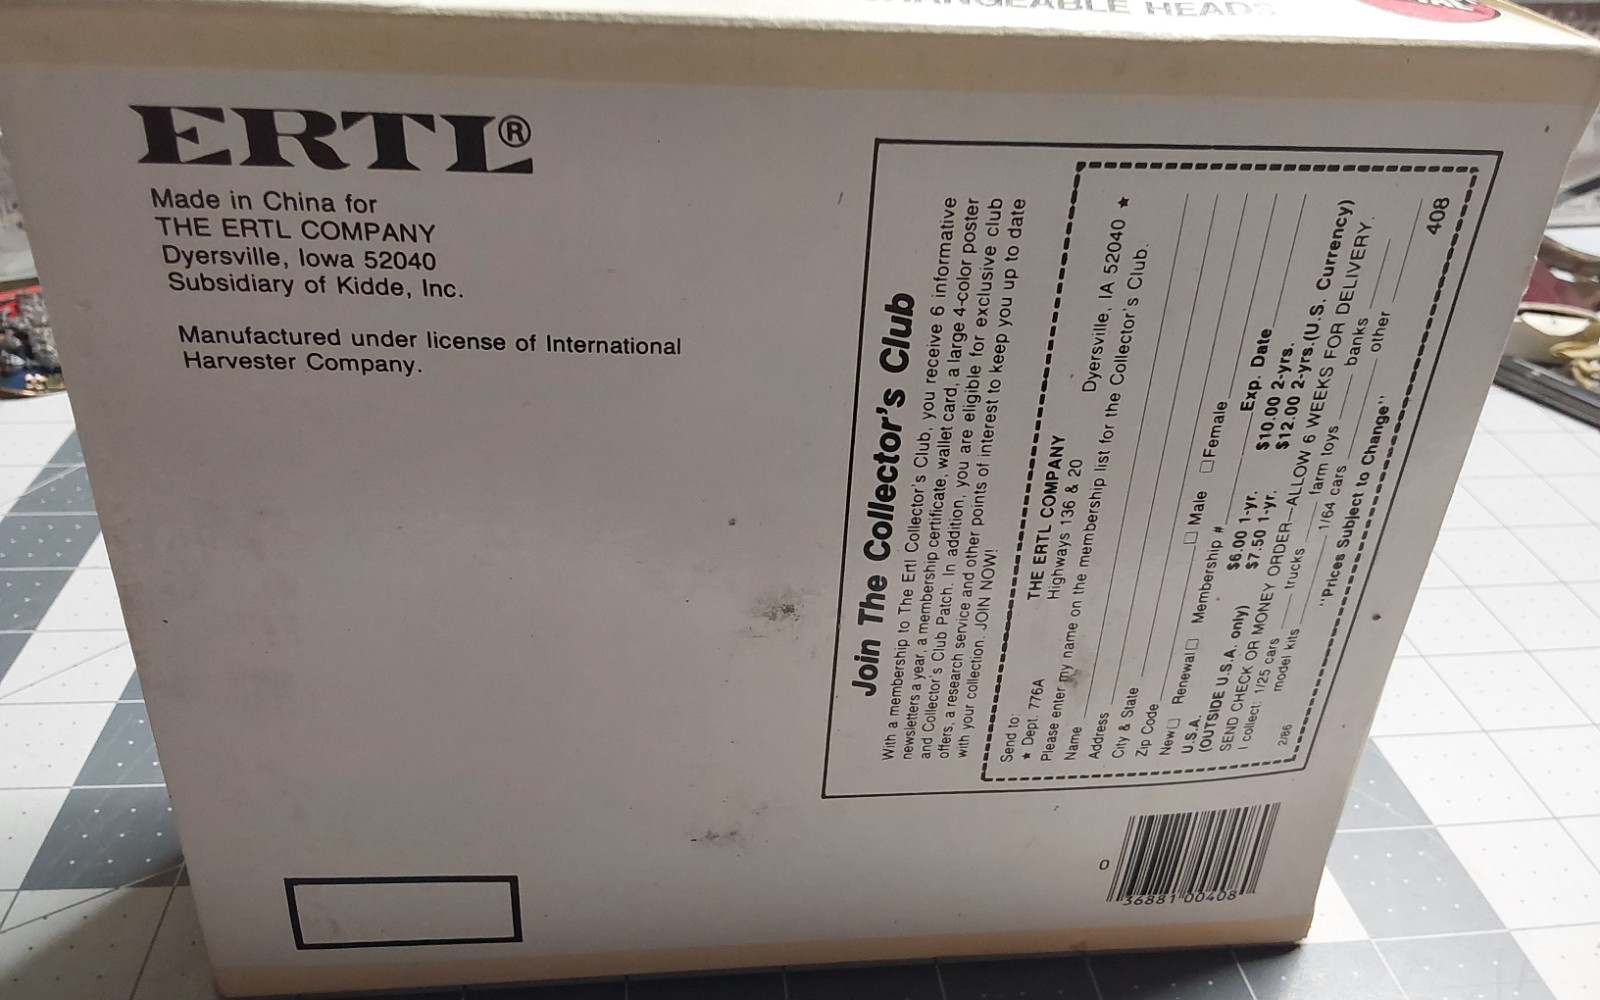 CHANGEABLE HEADS
ERTL®
Made in China for
THE ERTL COMPANY
Dyersville, Iowa 52040
Subsidiary of Kidde, Inc.
Manufactured under license of International
Harvester Company.
Join The Collector's Club
With a membership to The Ertl Collector's Club, you receive 6 informative
newsletters a year, a membership certificate, wallet card, a large 4-color poster
and Collector's Club Patch. In addition, you are eligible for exclusive club
offers, a research service and other points of interest to keep you up to date
with your collection. JOIN NOW!
Send to: THE ERTL COMPANY
★ Dept. 776A Highways 136 & 20 Dyersville, IA 52040 ★
Please enter my name on the membership list for the Collector's Club.
Name
Address
City & State
Zip Code
New Renewal Membership # Male Female
U.S.A. $6.00 1-yr. $10.00 2-yrs. Exp. Date
(OUTSIDE U.S.A. only) $7.50 1-yr. $12.00 2-yrs. (U.S. Currency)
SEND CHECK OR MONEY ORDER—ALLOW 6 WEEKS FOR DELIVERY.
I collect: 1/25 cars trucks farm toys banks
model kits 1/64 cars other
2/86 "Prices Subject to Change" 408
0 36881 00408